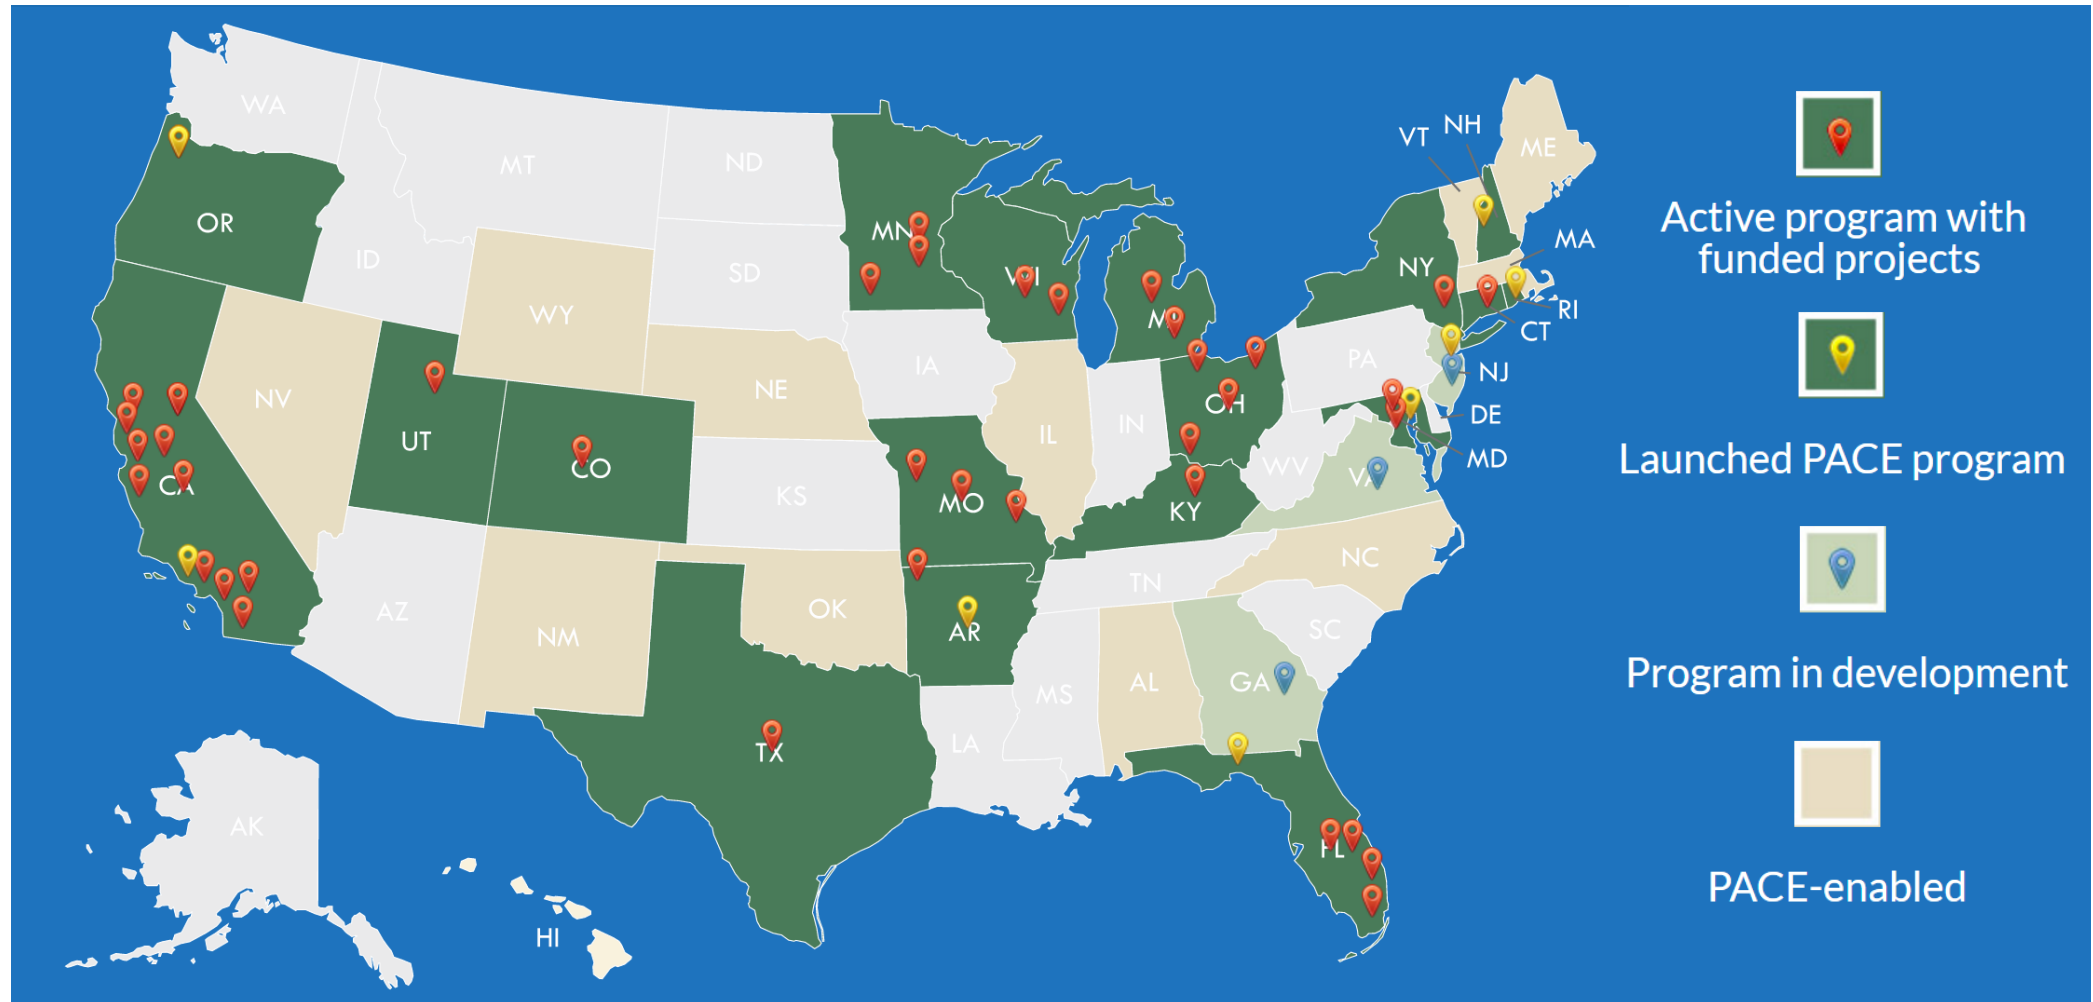 WA
OR
CA
ID
NV
UT
AZ
MT
WY
CO
NM
ND
SD
NE
KS
OK
TX
MN
IA
MO
AR
LA
WI
IL
MS
MI
IN
OH
KY
TN
AL
GA
FL
SC
NC
VA
WV
PA
NY
VT
NH
ME
MA
RI
CT
NJ
DE
MD
AK
HI
Active program with
funded projects
Launched PACE program
Program in development
PACE-enabled